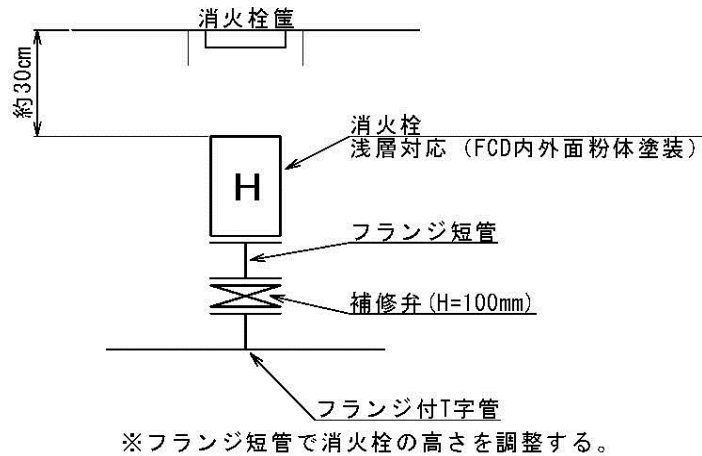 消火栓筐
約30cm
消火栓
浅層対応（FCD内外面粉体塗装）
H
フランジ短管
補修弁(H=100mm)
フランジ付T字管
※フランジ短管で消火栓の高さを調整する。